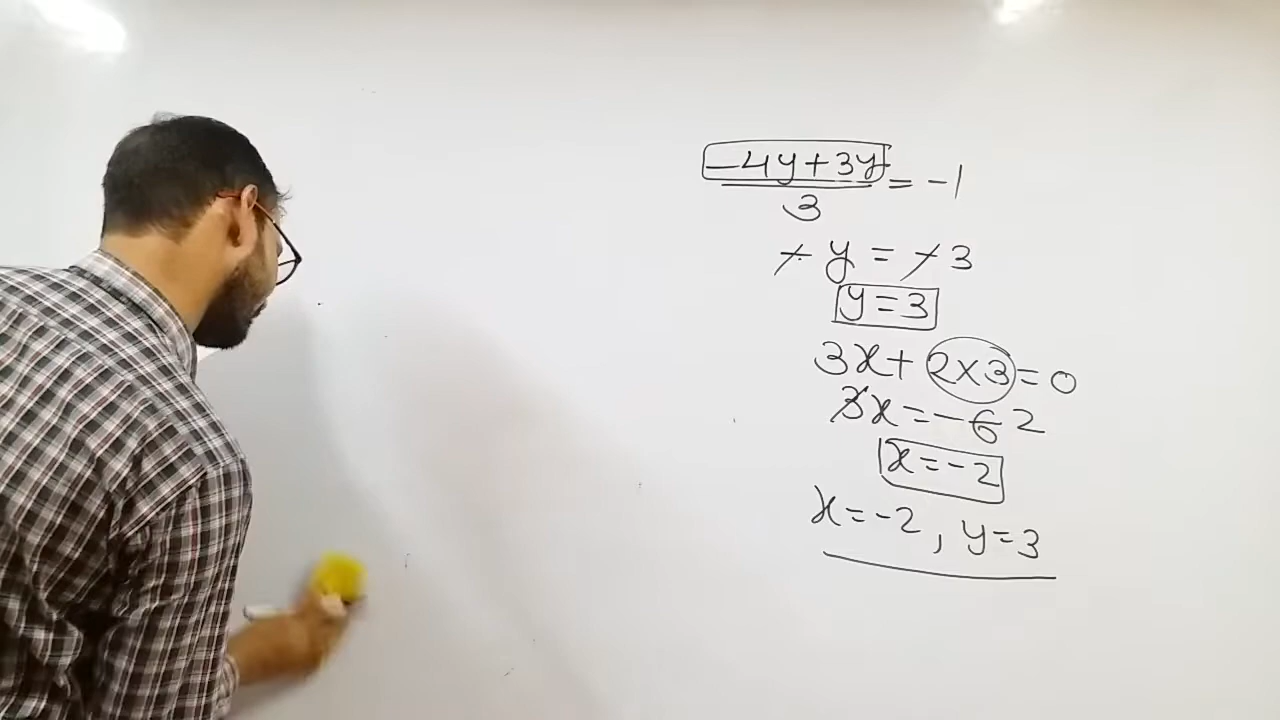 -4y+3y = -1
3
-y = -3
y=3
3x+ 2x3 = 0
3x = -6 2
x=-2
x=-2, y=3